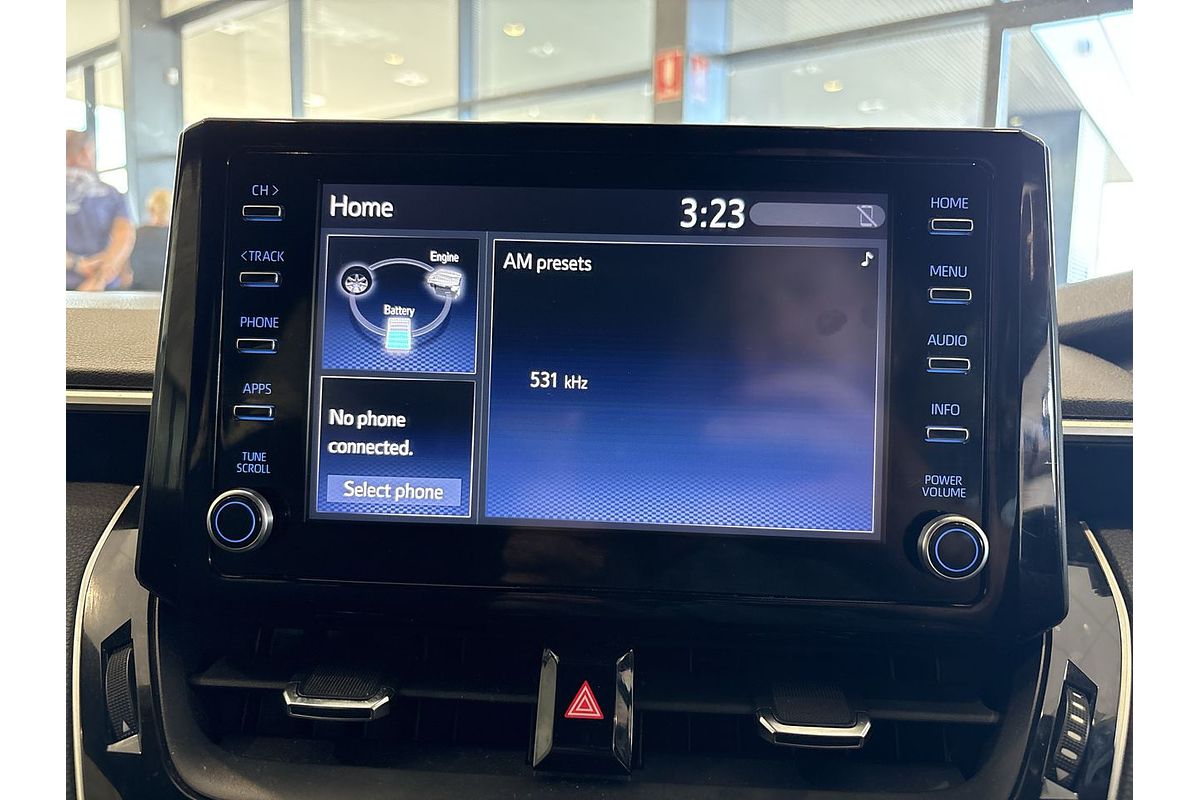 CH >
< TRACK
PHONE
APPS
TUNE
SCROLL
Home
3:23
Engine
Battery
No phone
connected.
Select phone
AM presets
531 kHz
HOME
MENU
AUDIO
INFO
POWER
VOLUME